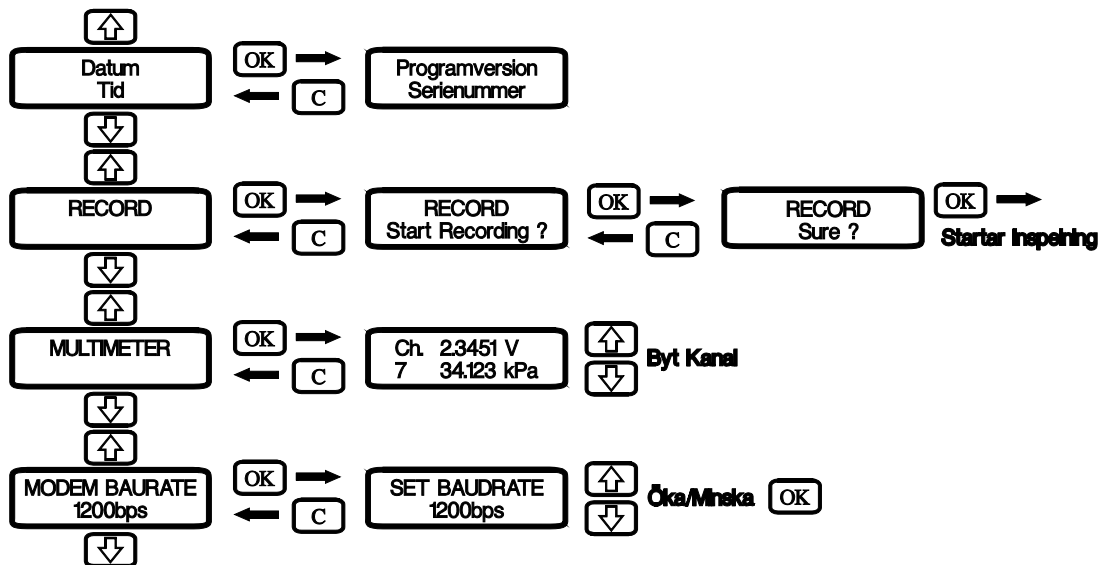 Datum
Tid
OK
C
Programversion
Serienummer
RECORD
OK
C
RECORD
Start Recording ?
OK
C
RECORD
Sure ?
OK
Startar Inspelning
MULTIMETER
OK
C
Ch. 2.3451 V
7 34.123 kPa
Byt Kanal
MODEM BAURATE
1200bps
OK
C
SET BAUDRATE
1200bps
Öka/Minska OK